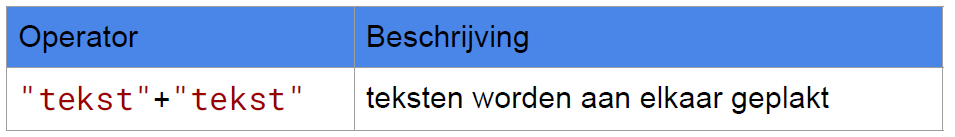 Operator Beschrijving
"tekst"+"tekst" teksten worden aan elkaar geplakt